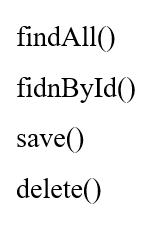 findAll()
fidnById()
save()
delete()